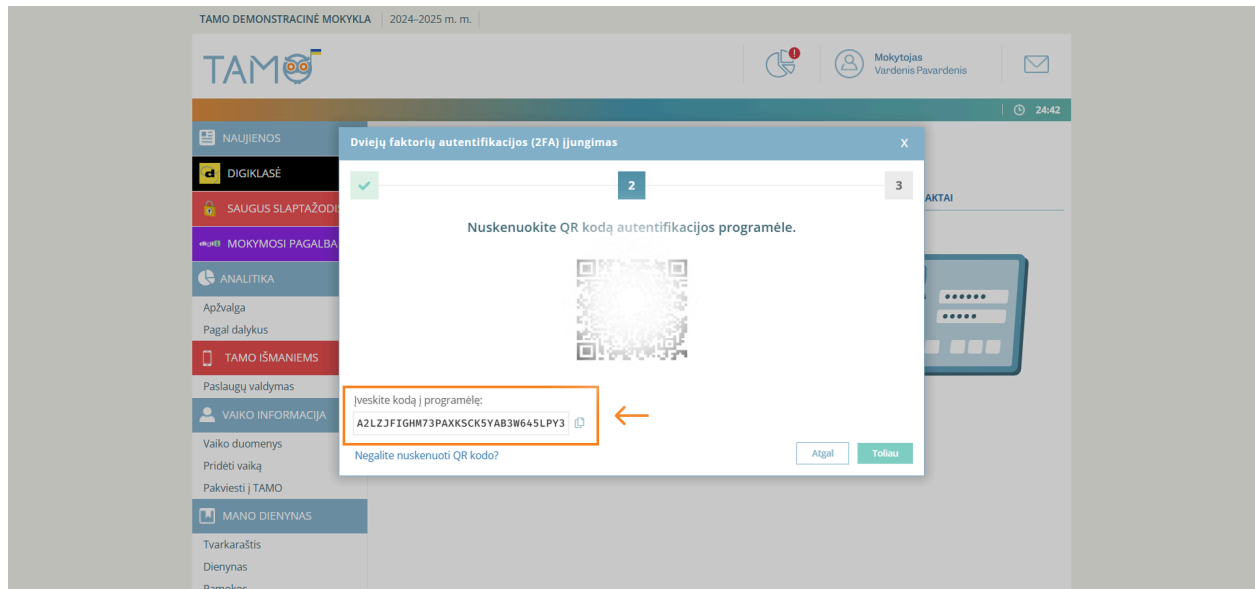 TAMO DEMONSTRACINĖ MOKYKLA 2024–2025 m. m.
TAMO
Mokytojas
Vardenis Pavardenis
24:42
NAUJIENOS
DIGIKLASĖ
SAUGUS SLAPTAŽODIS
MOKYMOSI PAGALBA
ANALITIKA
Apžvalga
Pagal dalykus
TAMO IŠMANIEMS
Paslaugų valdymas
VAIKO INFORMACIJA
Vaiko duomenys
Pridėti vaiką
Pakviesti į TAMO
MANO DIENYNAS
Tvarkaraštis
Dienynas
Pamokos
AKTAI
Dviejų faktorių autentifikacijos (2FA) įjungimas X
2 3
Nuskenuokite QR kodą autentifikacijos programėle.
Įveskite kodą į programėlę:
A2LZJFIGHM73PAXKSCK5YAB3W645LPY3
Negalite nuskenuoti QR kodo?
Atgal Toliau